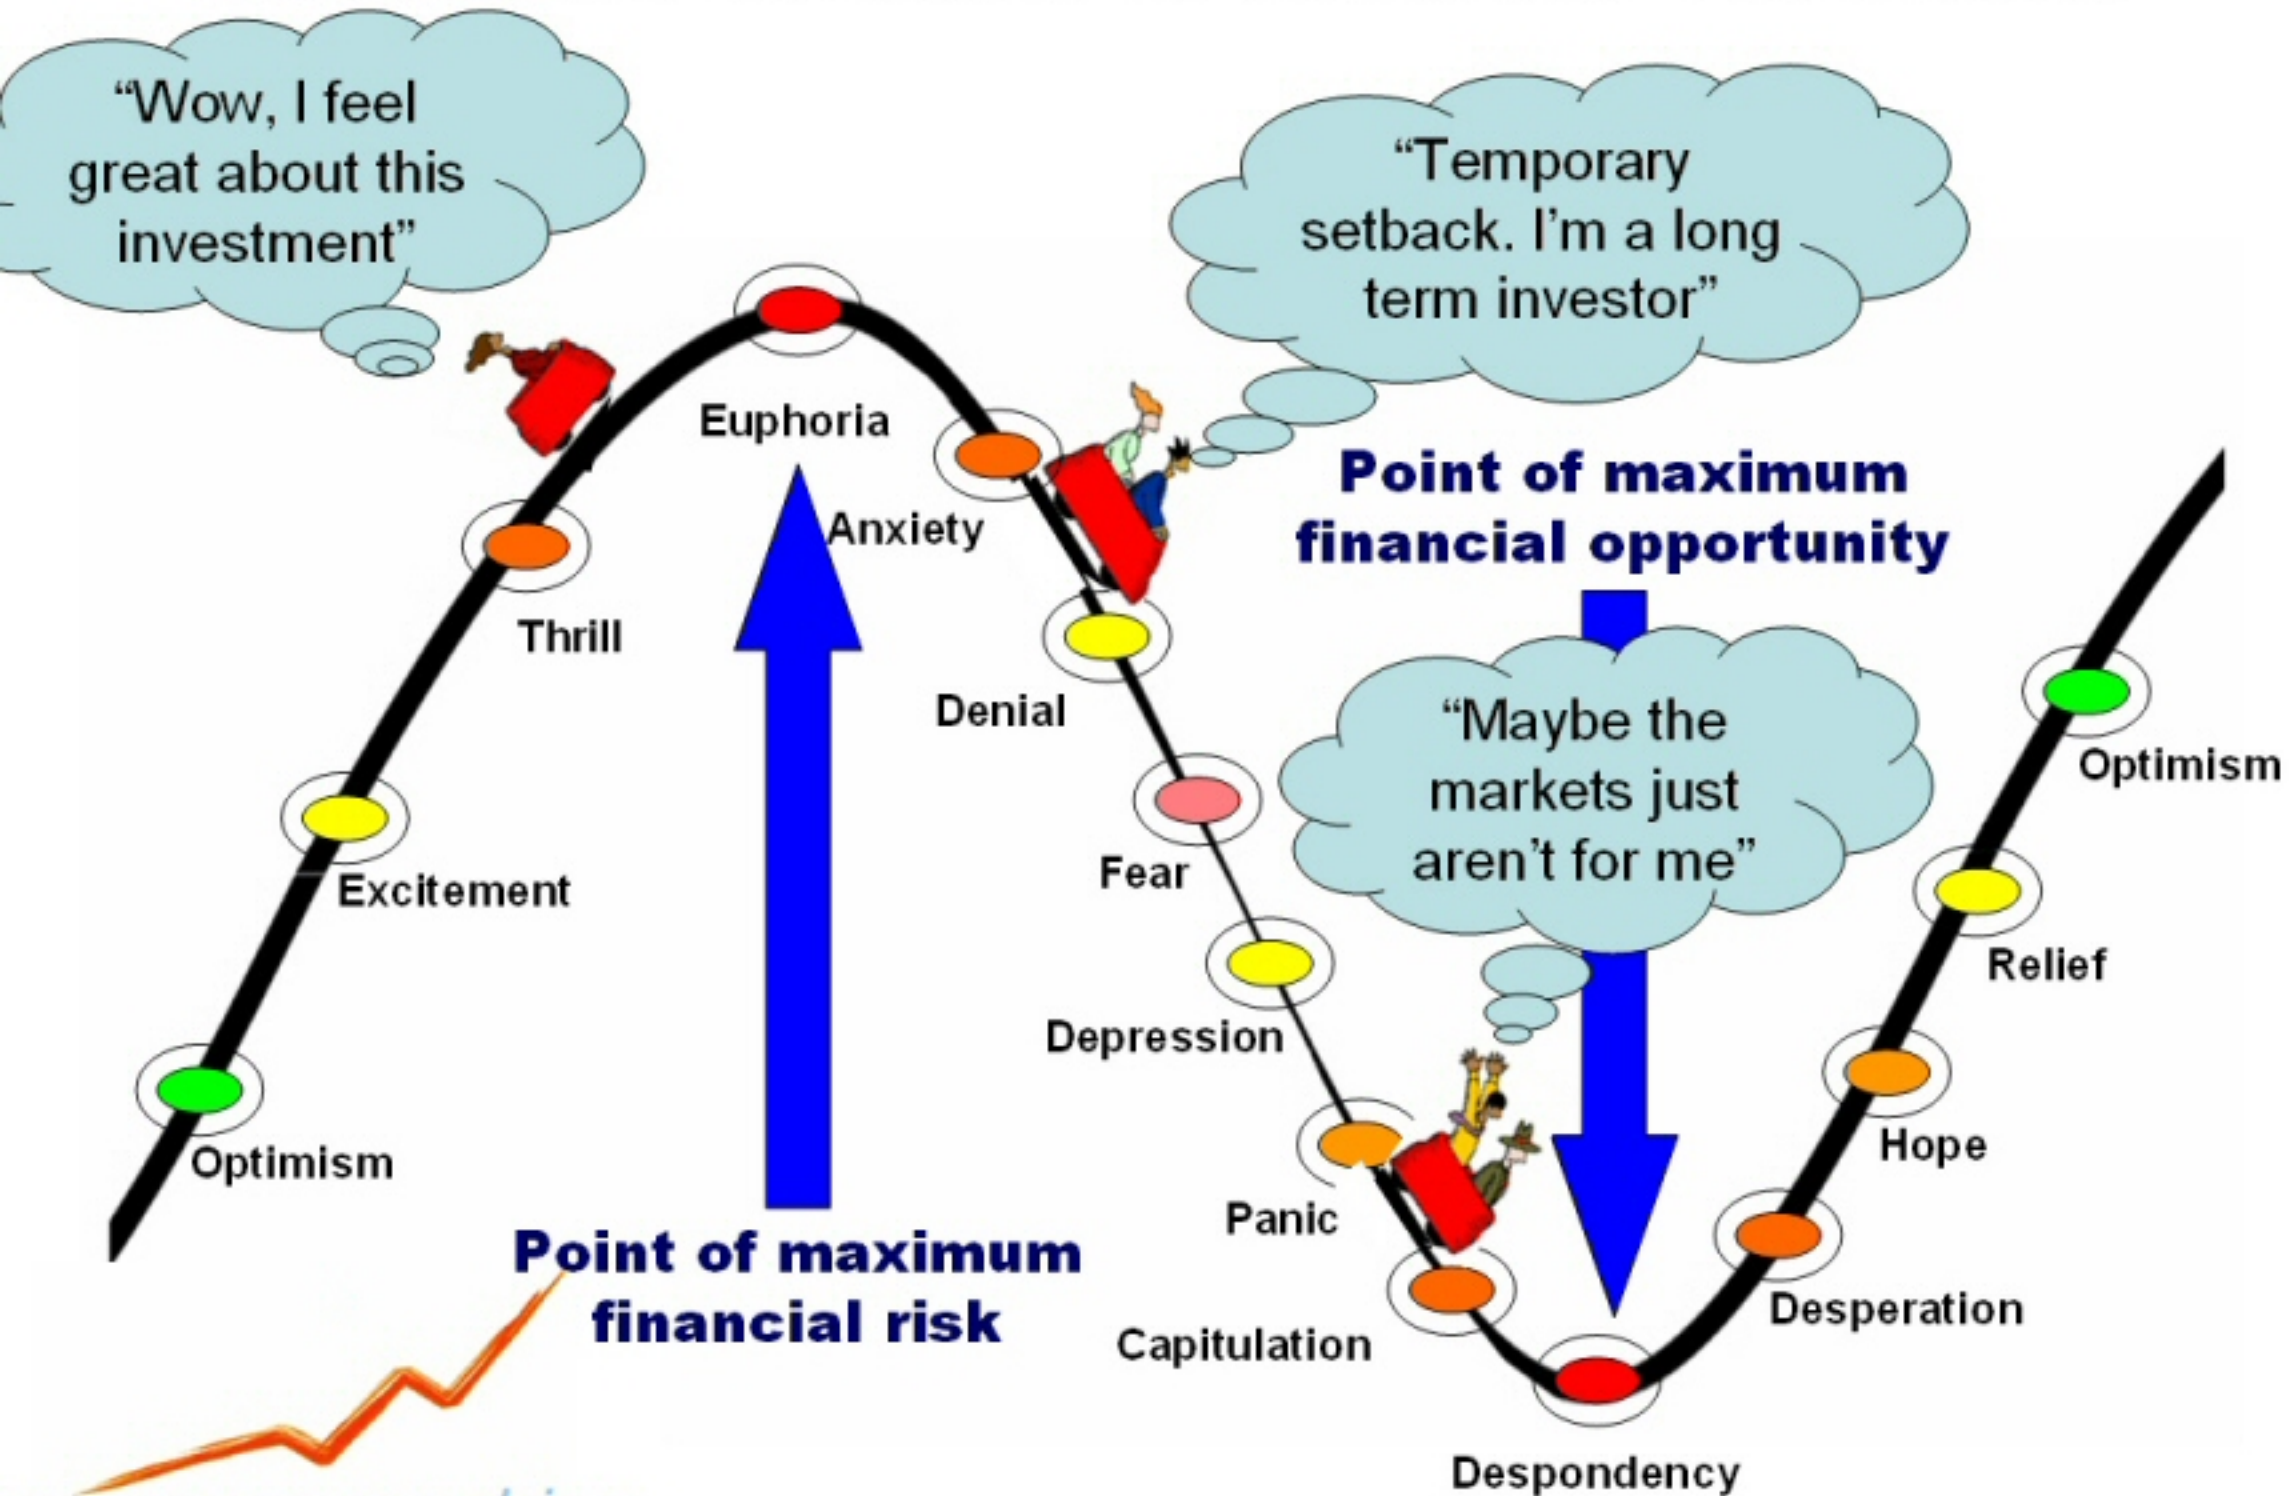 “Wow, I feel
great about this
investment”
“Temporary
setback. I’m a long
term investor”
Euphoria
Point of maximum
financial opportunity
Anxiety
Thrill
Denial
“Maybe the
markets just
aren’t for me”
Optimism
Fear
Excitement
Relief
Depression
Hope
Optimism
Panic
Point of maximum
financial risk
Desperation
Capitulation
Despondency